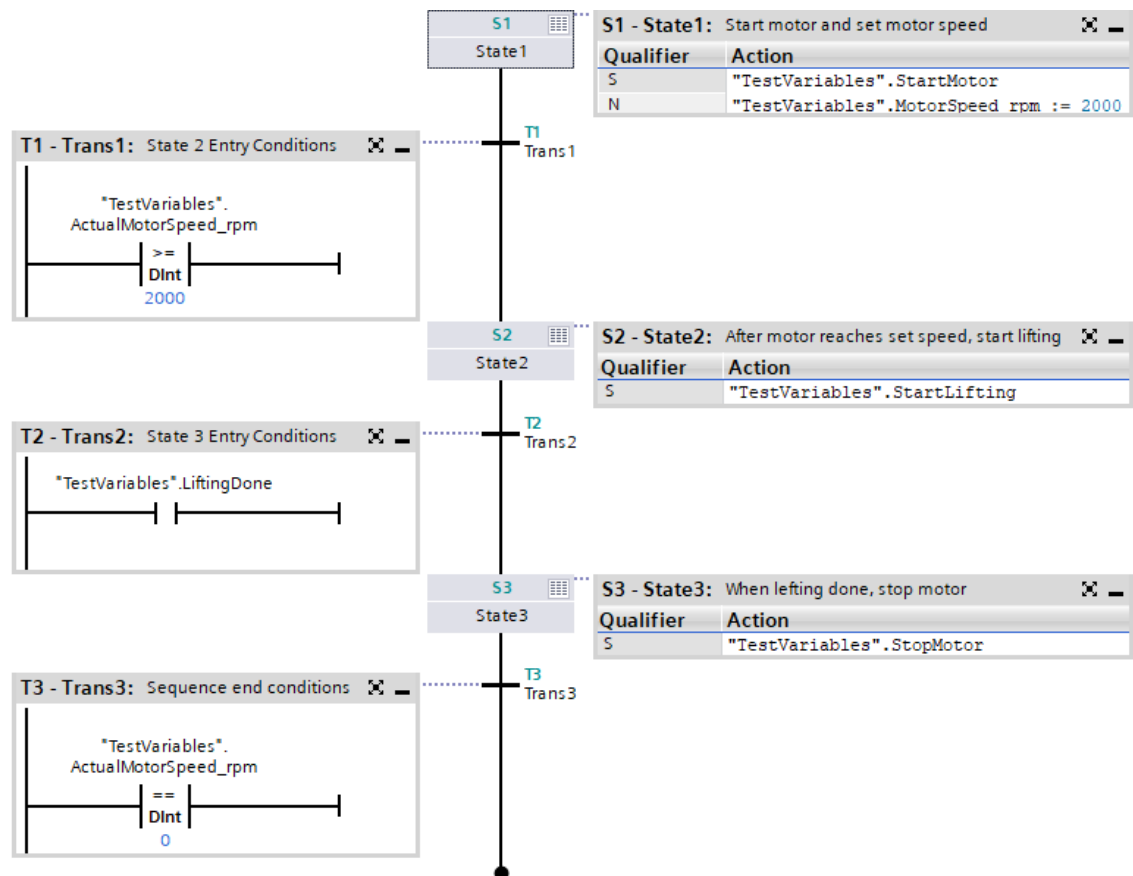 S1
State1
S1 - State1: Start motor and set motor speed
Qualifier Action
S "TestVariables".StartMotor
N "TestVariables".MotorSpeed_rpm := 2000
T1
Trans1
T1 - Trans1: State 2 Entry Conditions
"TestVariables".
ActualMotorSpeed_rpm
>=
DInt
2000
S2
State2
S2 - State2: After motor reaches set speed, start lifting
Qualifier Action
S "TestVariables".StartLifting
T2
Trans2
T2 - Trans2: State 3 Entry Conditions
"TestVariables".LiftingDone
S3
State3
S3 - State3: When lefting done, stop motor
Qualifier Action
S "TestVariables".StopMotor
T3
Trans3
T3 - Trans3: Sequence end conditions
"TestVariables".
ActualMotorSpeed_rpm
==
DInt
0